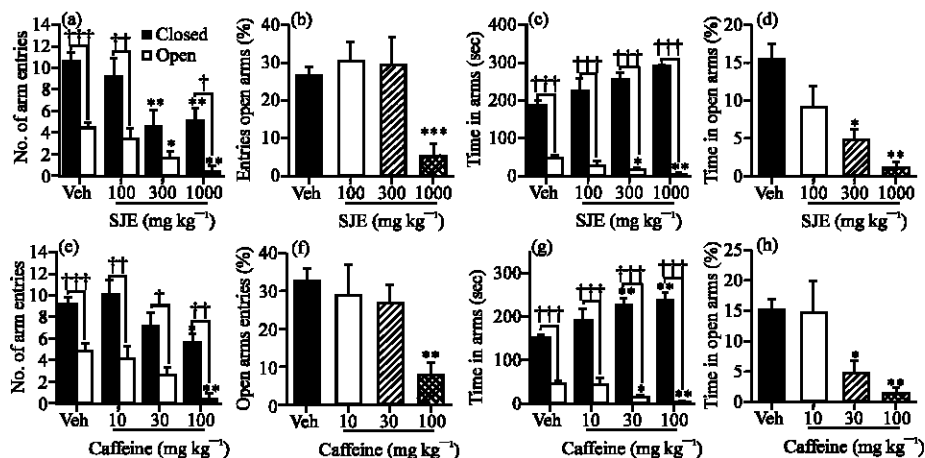 (a)
No. of arm entries
14
12
10
8
6
4
2
0
Closed
Open
†††
††
**
*
**
†
**
Veh 100 300 1000
SJE (mg kg⁻¹)
(b)
Entries open arms (%)
40
30
20
10
0
***
Veh 100 300 1000
SJE (mg kg⁻¹)
(c)
Time in arms (sec)
400
200
0
†††
†††
†††
†††
*
**
Veh 100 300 1000
SJE (mg kg⁻¹)
(d)
Time in open arms (%)
20
15
10
5
0
*
**
Veh 100 300 1000
SJE (mg kg⁻¹)
(e)
No. of arm entries
14
12
10
8
6
4
2
0
†††
††
†
††
*
**
Veh 10 30 100
Caffeine (mg kg⁻¹)
(f)
Open arms entries (%)
40
30
20
10
0
**
Veh 10 30 100
Caffeine (mg kg⁻¹)
(g)
Time in arms (sec)
300
200
100
0
†††
†††
†††
†††
**
**
*
**
Veh 10 30 100
Caffeine (mg kg⁻¹)
(h)
Time in open arms (%)
25
20
15
10
5
0
*
**
Veh 10 30 100
Caffeine (mg kg⁻¹)